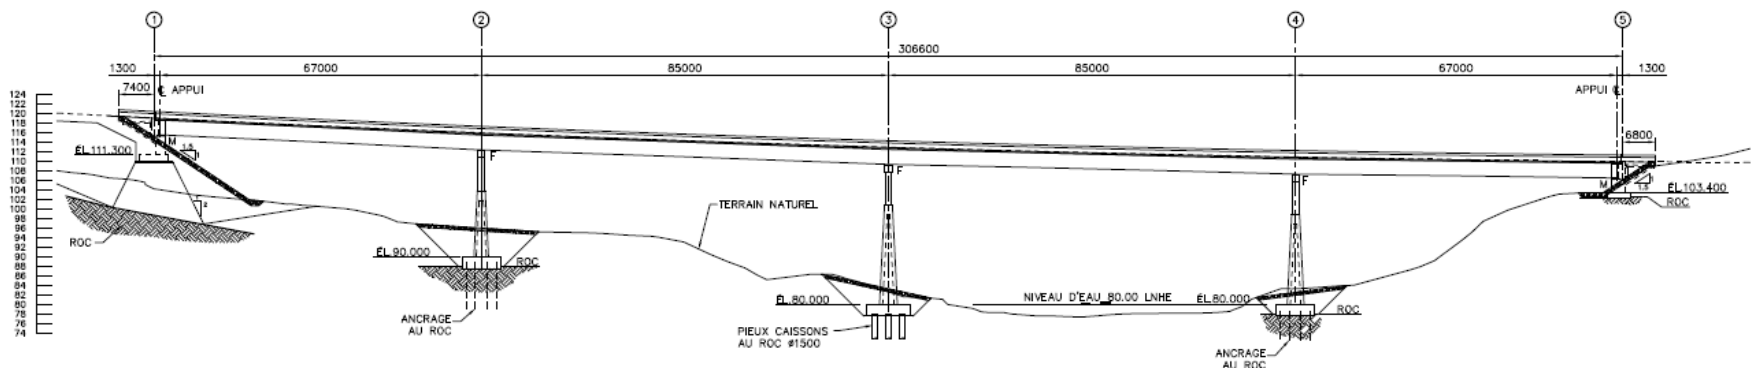 1 2 3 4 5
306600
1300 67000 85000 85000 67000 1300
7400 ℄ APPUI APPUI ℄
6800
124
122
120
118
116
114
112
110
108
106
104
102
100
98
96
94
92
90
88
86
84
82
80
78
76
74
M 1.5 1
ÉL.111.300
F F F
M 1 1.5
ÉL.103.400
ROC
2
1
TERRAIN NATUREL
ROC
ÉL.90.000
ROC
ÉL.80.000
NIVEAU D'EAU 80.00 LNHE
ÉL.80.000
ROC
ANCRAGE
AU ROC
PIEUX CAISSONS
AU ROC ø1500
ANCRAGE
AU ROC